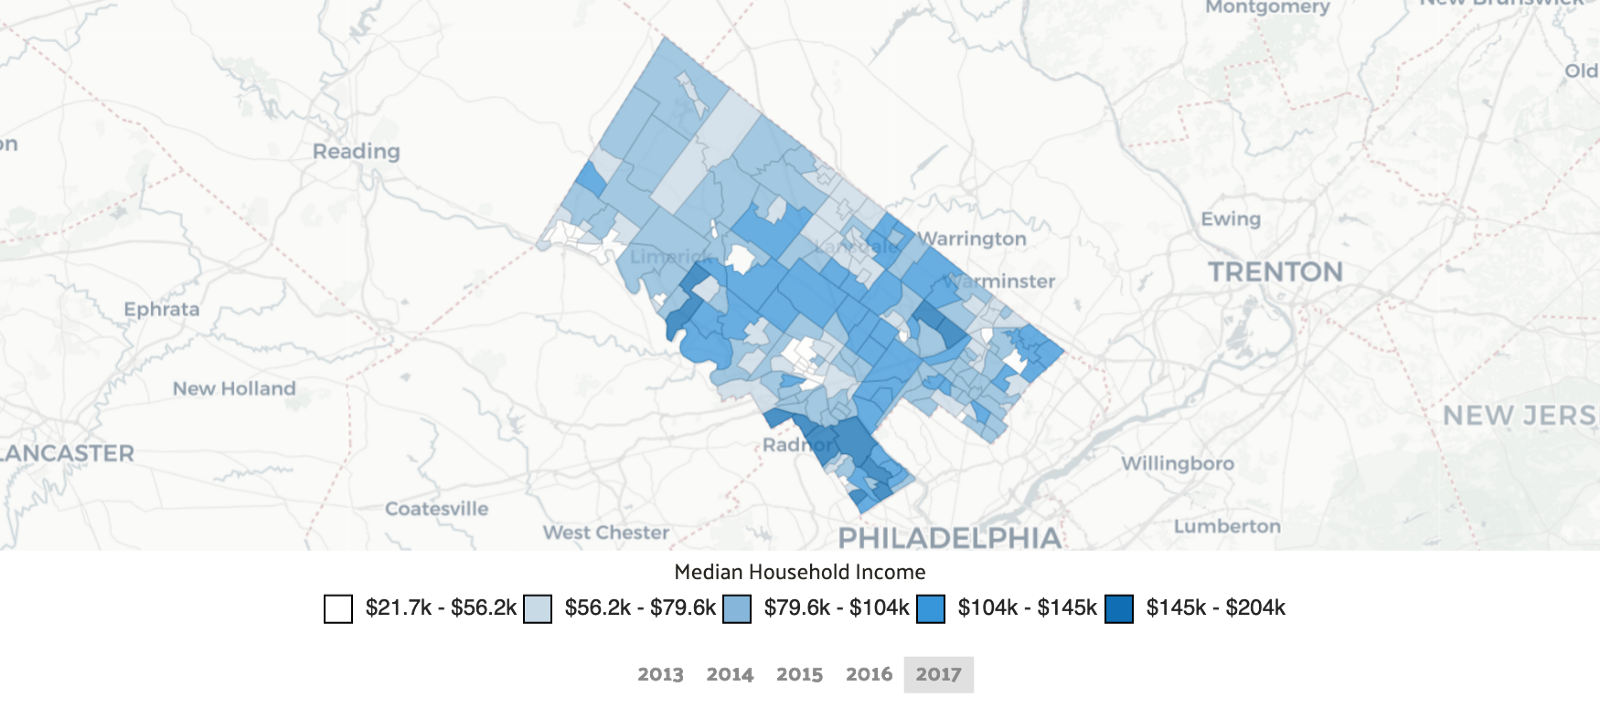 Montgomery
New Brunswick
Old
on
Reading
Ewing
Warrington
Lansdale
Limerick
TRENTON
Warminster
Ephrata
New Holland
NEW JERS
Radnor
LANCASTER
Willingboro
Coatesville
Lumberton
West Chester
PHILADELPHIA
Median Household Income
$21.7k - $56.2k $56.2k - $79.6k $79.6k - $104k $104k - $145k $145k - $204k
2013 2014 2015 2016 2017